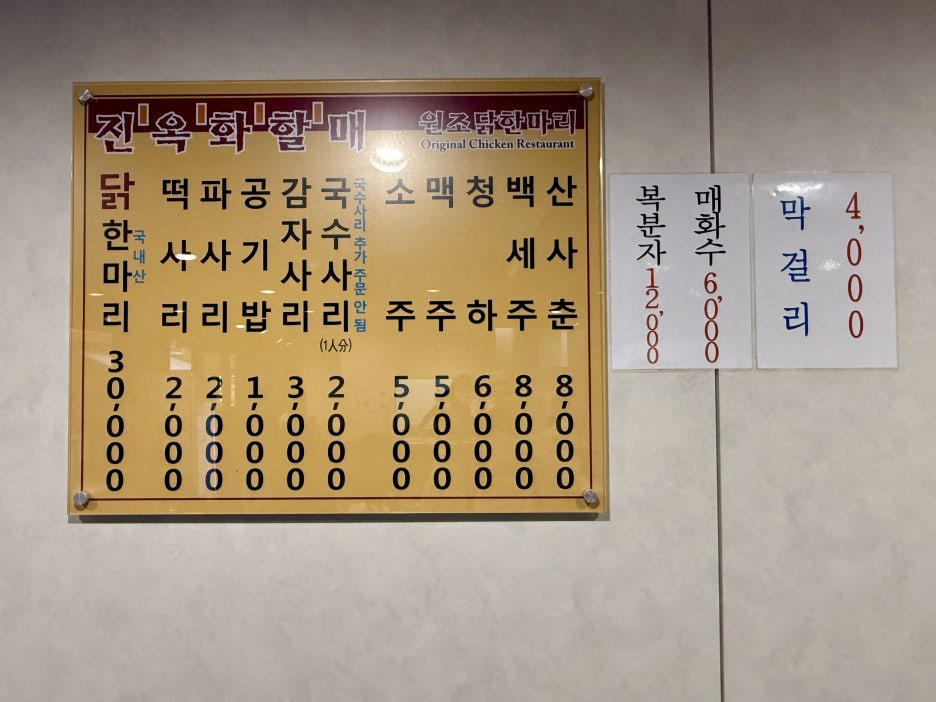 진옥화할매 원조닭한마리
Original Chicken Restaurant
닭한마리 국내산 30,000
떡사리 2,000
파사리 2,000
공기밥 1,000
감자사리 3,000
국수사리 (1人分) 2,000
국수사리 추가 주문 안됨
소주 5,000
맥주 5,000
청하 6,000
백세주 8,000
산사춘 8,000
복분자 12,000
매화수 6,000
막걸리 4,000